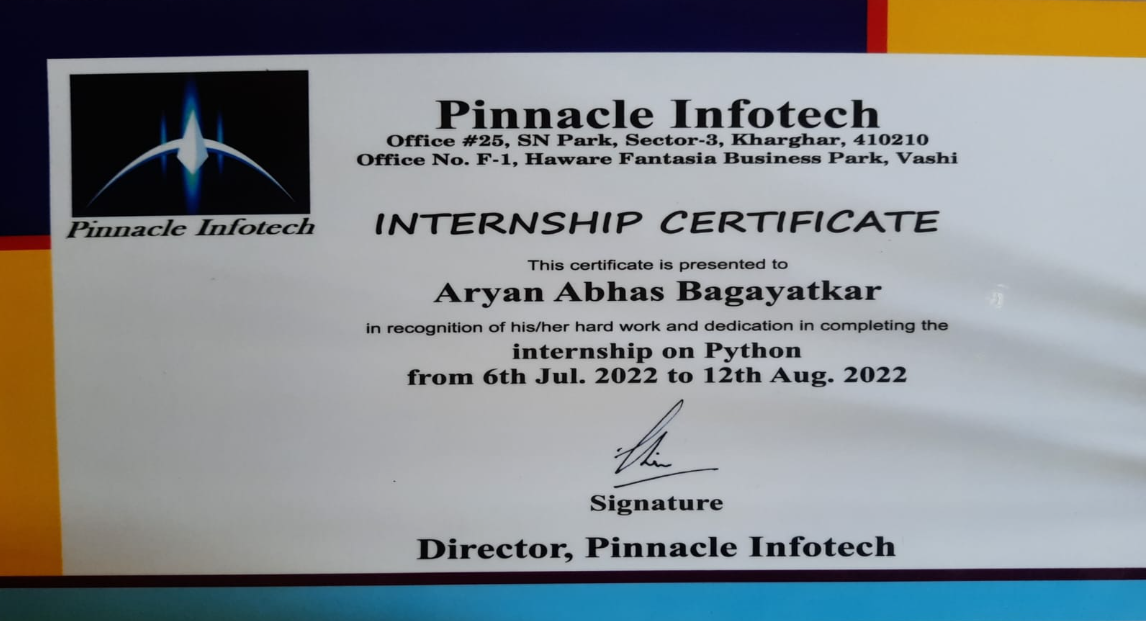 Pinnacle Infotech
Pinnacle Infotech
Office #25, SN Park, Sector-3, Kharghar, 410210
Office No. F-1, Haware Fantasia Business Park, Vashi
INTERNSHIP CERTIFICATE
This certificate is presented to
Aryan Abhas Bagayatkar
in recognition of his/her hard work and dedication in completing the
internship on Python
from 6th Jul. 2022 to 12th Aug. 2022
Signature
Director, Pinnacle Infotech